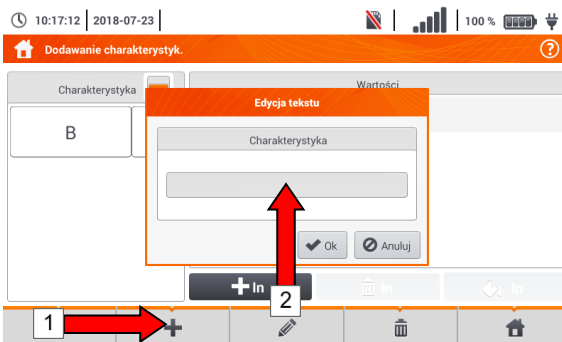 10:17:12 2018-07-23 100 %
Dodawanie charakterystyk.
Charakterystyka
Wartości
B
Edycja tekstu
Charakterystyka
Ok
Anuluj
In
In
In
1
2